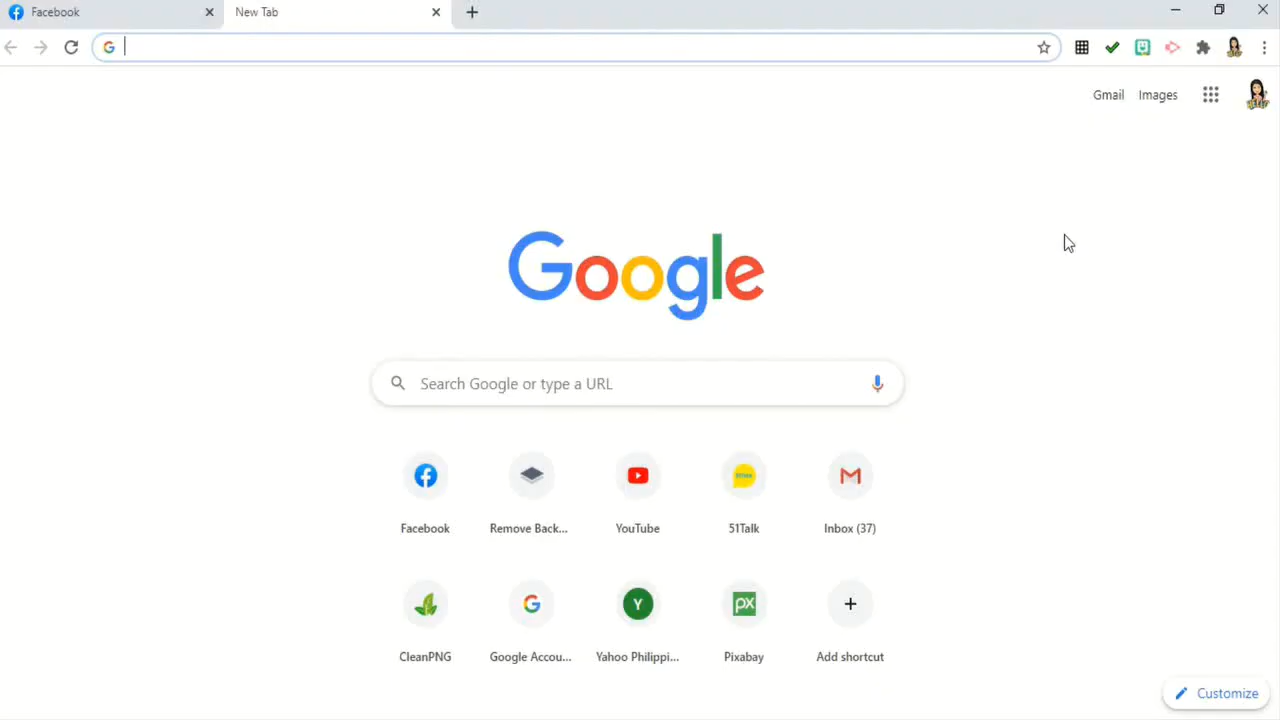 Facebook
New Tab
Gmail Images
Google
Search Google or type a URL
Facebook Remove Back... YouTube 51Talk Inbox (37)
CleanPNG Google Accou... Yahoo Philippi... Pixabay Add shortcut
Customize